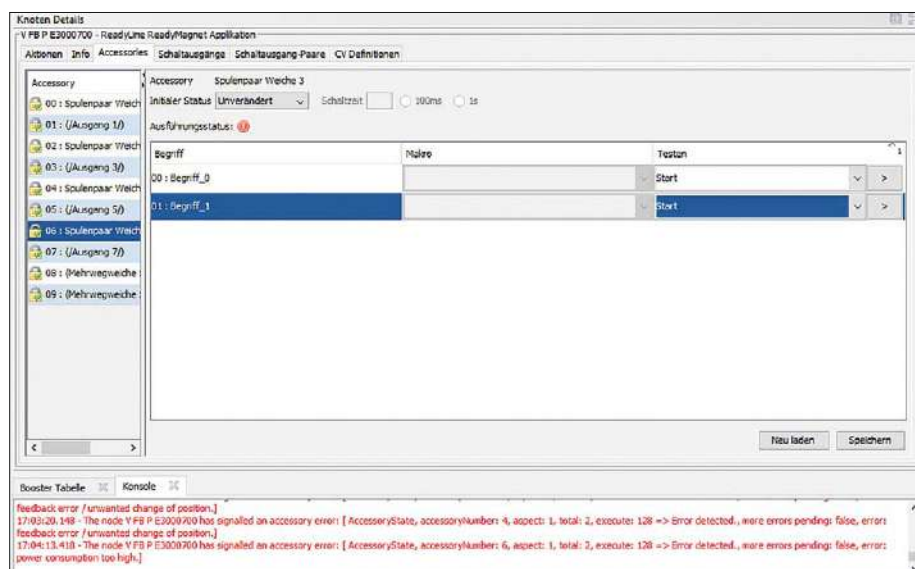 Knoten Details
V FB P E3000700 - ReadyLine ReadyMagnet Applikation
Aktionen Info Accessories Schaltausgänge Schaltausgang-Paare CV Definitionen
Accessory
00 : Spulenpaar Weich
01 : (/Ausgang 1/)
02 : Spulenpaar Weich
03 : (/Ausgang 3/)
04 : Spulenpaar Weich
05 : (/Ausgang 5/)
06 : Spulenpaar Weich
07 : (/Ausgang 7/)
08 : (Mehrwegweiche :
09 : (Mehrwegweiche :
Accessory Spulenpaar Weiche 3
Initialer Status Unverändert Schaltzeit 100ms 1s
Ausführungsstatus:
Begriff Makro Testen 1
00 : Begriff_0 Start >
01 : Begriff_1 Start >
Neu laden Speichern
Booster Tabelle Konsole
feedback error / unwanted change of position.]
17:03:20.148 - The node V FB P E3000700 has signalled an accessory error: [ AccessoryState, accessoryNumber: 4, aspect: 1, total: 2, execute: 128 => Error detected., more errors pending: false, error:
feedback error / unwanted change of position.]
17:04:13.418 - The node V FB P E3000700 has signalled an accessory error: [ AccessoryState, accessoryNumber: 6, aspect: 1, total: 2, execute: 128 => Error detected., more errors pending: false, error:
power consumption too high.]